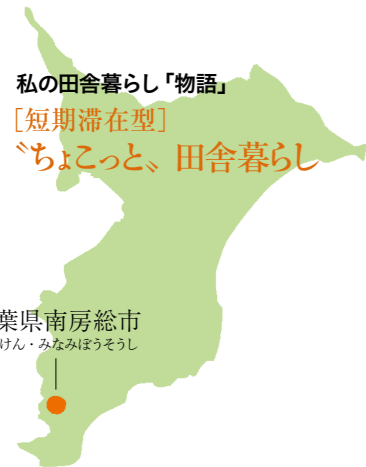 私の田舎暮らし「物語」
［短期滞在型］
〝ちょこっと〟田舎暮らし
葉県南房総市
けん・みなみぼうそうし